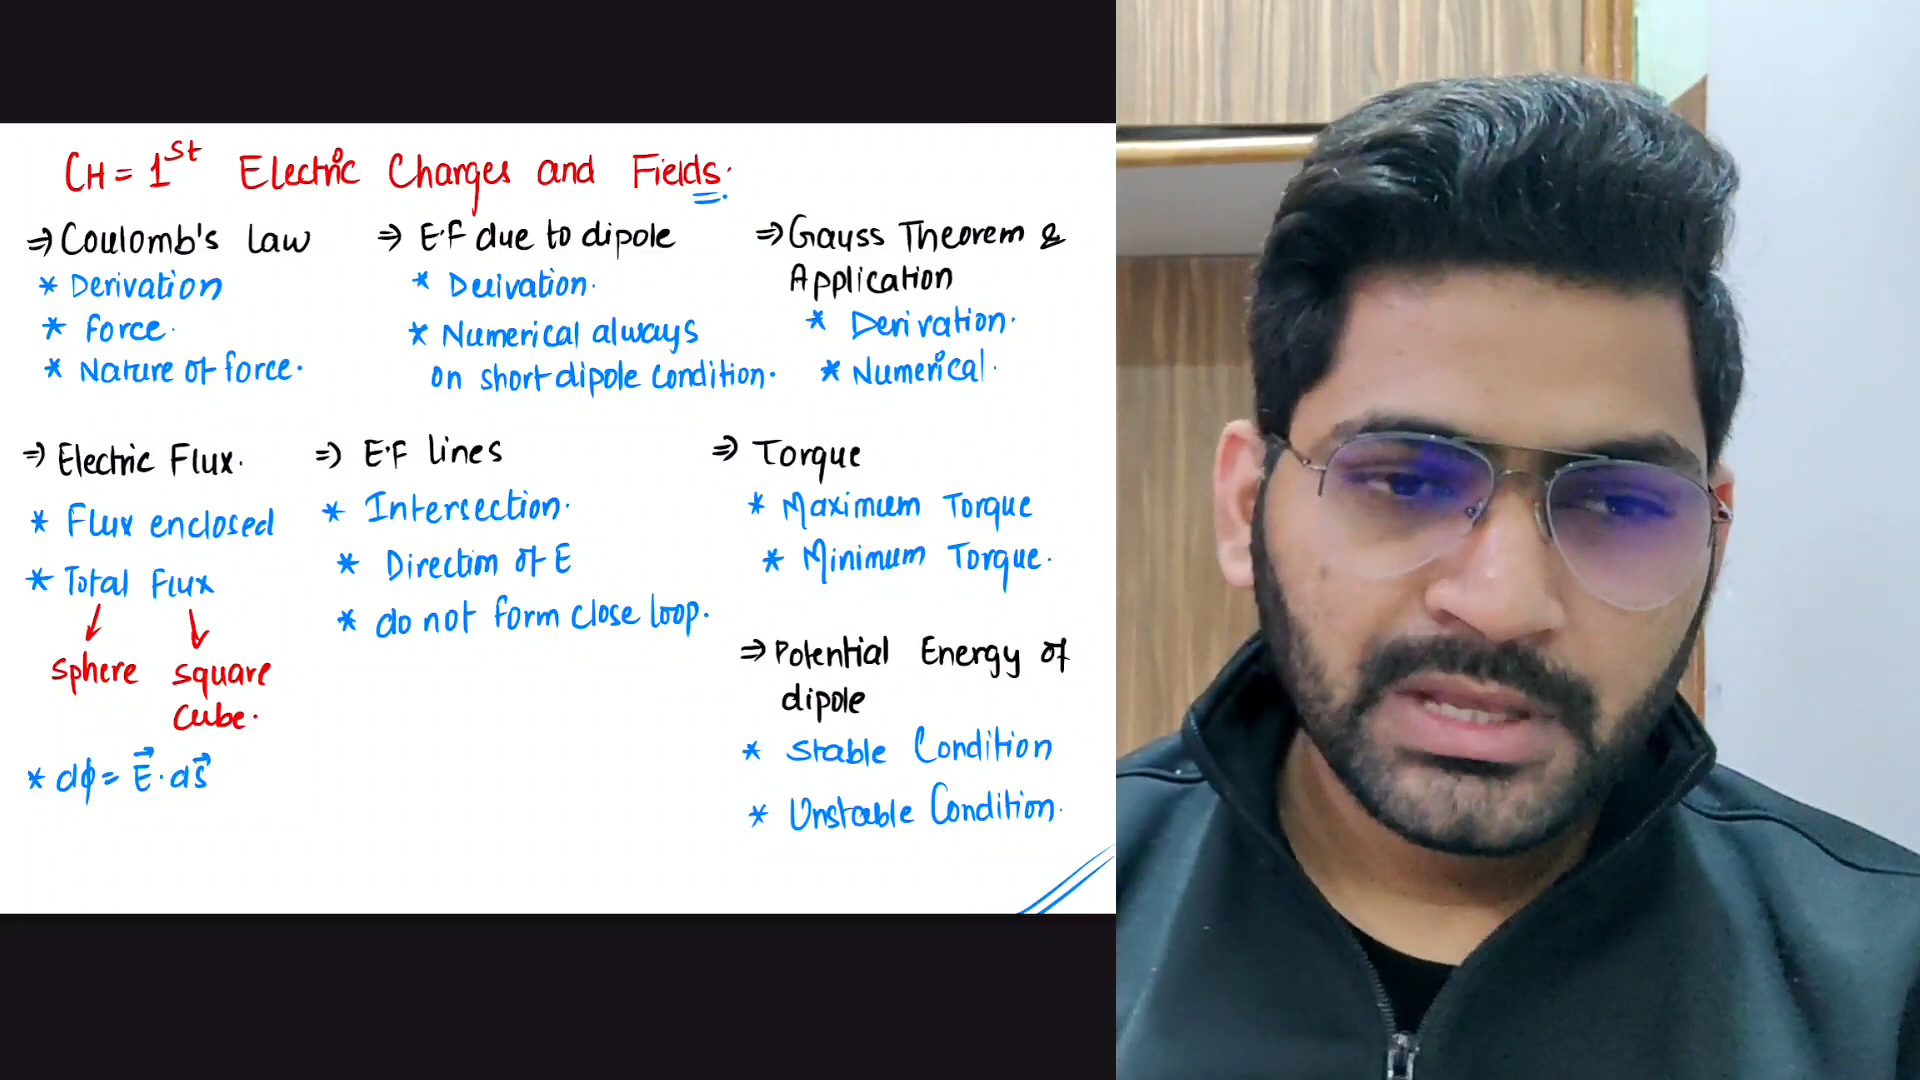 CH = 1st Electric Charges and Fields.
⇒ Coulomb's Law
* Derivation
* Force.
* Nature of force.
⇒ E.F due to dipole
* Derivation.
* Numerical always
on short dipole Condition.
⇒ Gauss Theorem &
Application
* Derivation.
* Numerical.
⇒ Electric Flux.
* Flux enclosed
* Total Flux
Sphere Square
Cube.
* dϕ = E⃗ . ds⃗
⇒ E.F lines
* Intersection.
* Direction of E
* do not form close loop.
⇒ Torque
* Maximum Torque
* Minimum Torque.
⇒ Potential Energy of
dipole
* Stable Condition
* Unstable Condition.